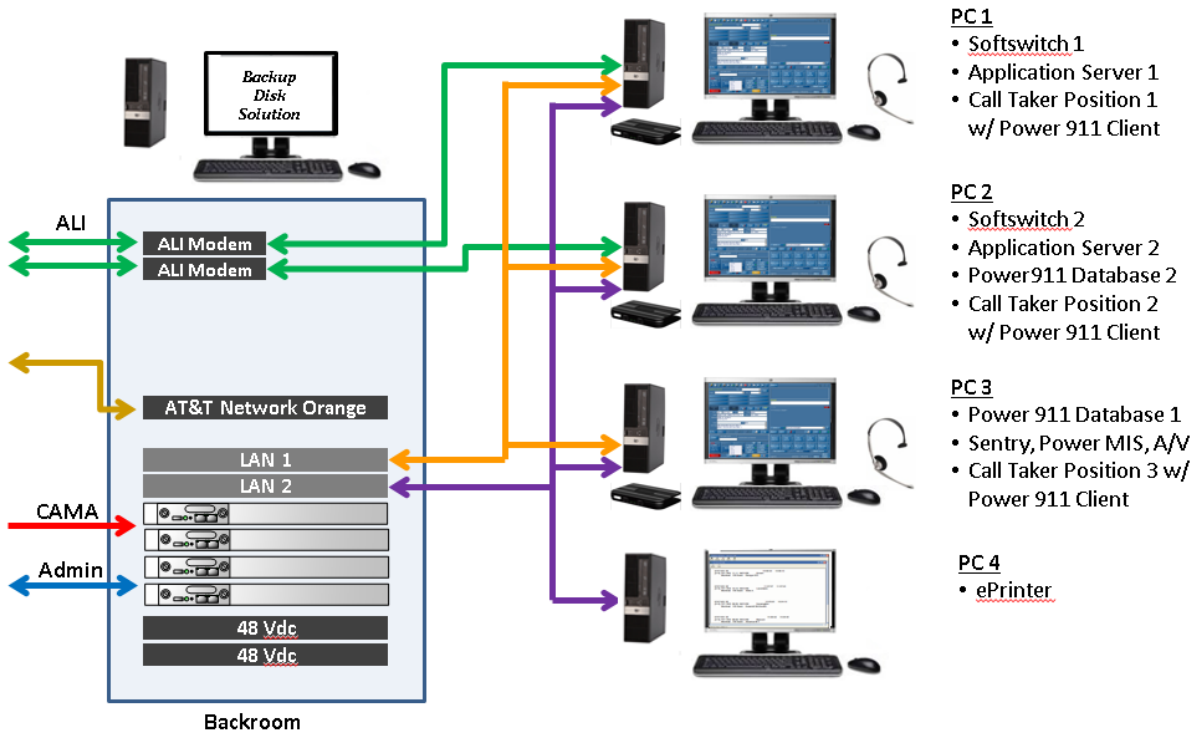 Backup
Disk
Solution
ALI
ALI Modem
ALI Modem
AT&T Network Orange
LAN 1
LAN 2
CAMA
Admin
48 Vdc
48 Vdc
Backroom
PC 1
• Softswitch 1
• Application Server 1
• Call Taker Position 1
w/ Power 911 Client
PC 2
• Softswitch 2
• Application Server 2
• Power911 Database 2
• Call Taker Position 2
w/ Power 911 Client
PC 3
• Power 911 Database 1
• Sentry, Power MIS, A/V
• Call Taker Position 3 w/
Power 911 Client
PC 4
• ePrinter